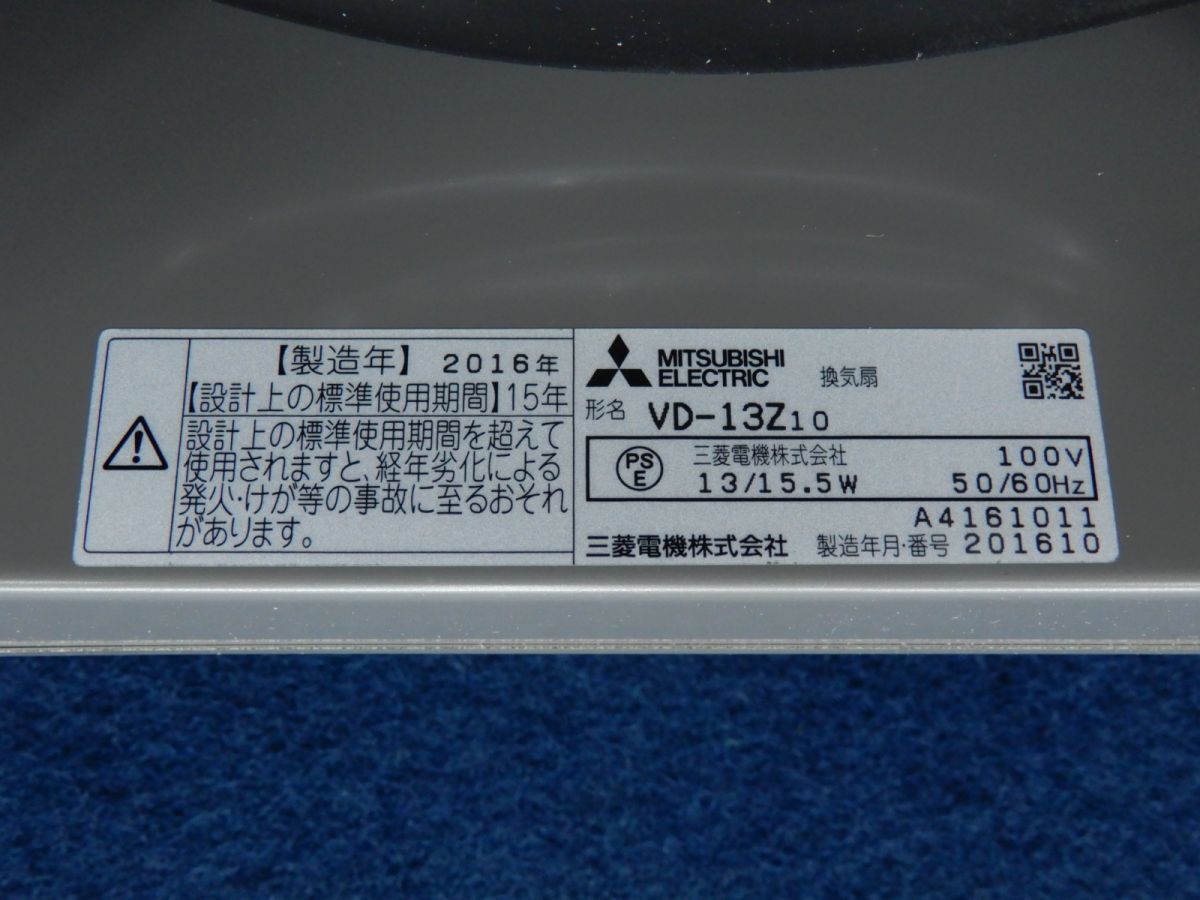 【製造年】 2016年
【設計上の標準使用期間】15年
設計上の標準使用期間を超えて
使用されますと、経年劣化による
発火・けが等の事故に至るおそれ
があります。
MITSUBISHI
ELECTRIC
換気扇
形名 VD-13Z10
PS
E
三菱電機株式会社 100V
13/15.5W 50/60Hz
A4161011
三菱電機株式会社 製造年月・番号 201610